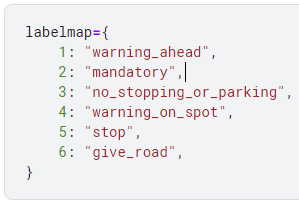 labelmap={
    1: "warning_ahead",
    2: "mandatory",
    3: "no_stopping_or_parking",
    4: "warning_on_spot",
    5: "stop",
    6: "give_road",
}